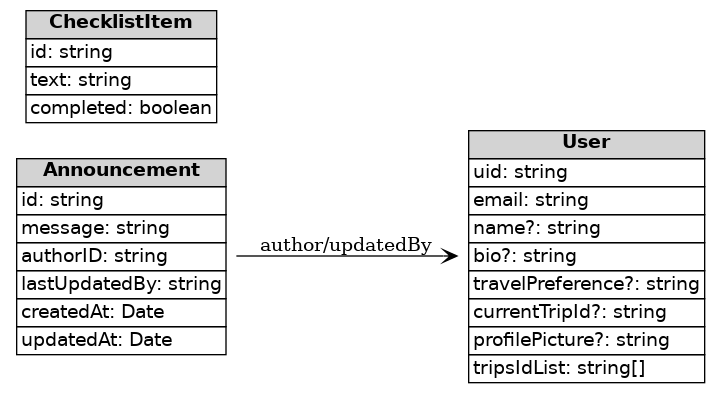 ChecklistItem
id: string
text: string
completed: boolean
Announcement
id: string
message: string
authorID: string
lastUpdatedBy: string
createdAt: Date
updatedAt: Date
author/updatedBy
User
uid: string
email: string
name?: string
bio?: string
travelPreference?: string
currentTripId?: string
profilePicture?: string
tripsIdList: string[]